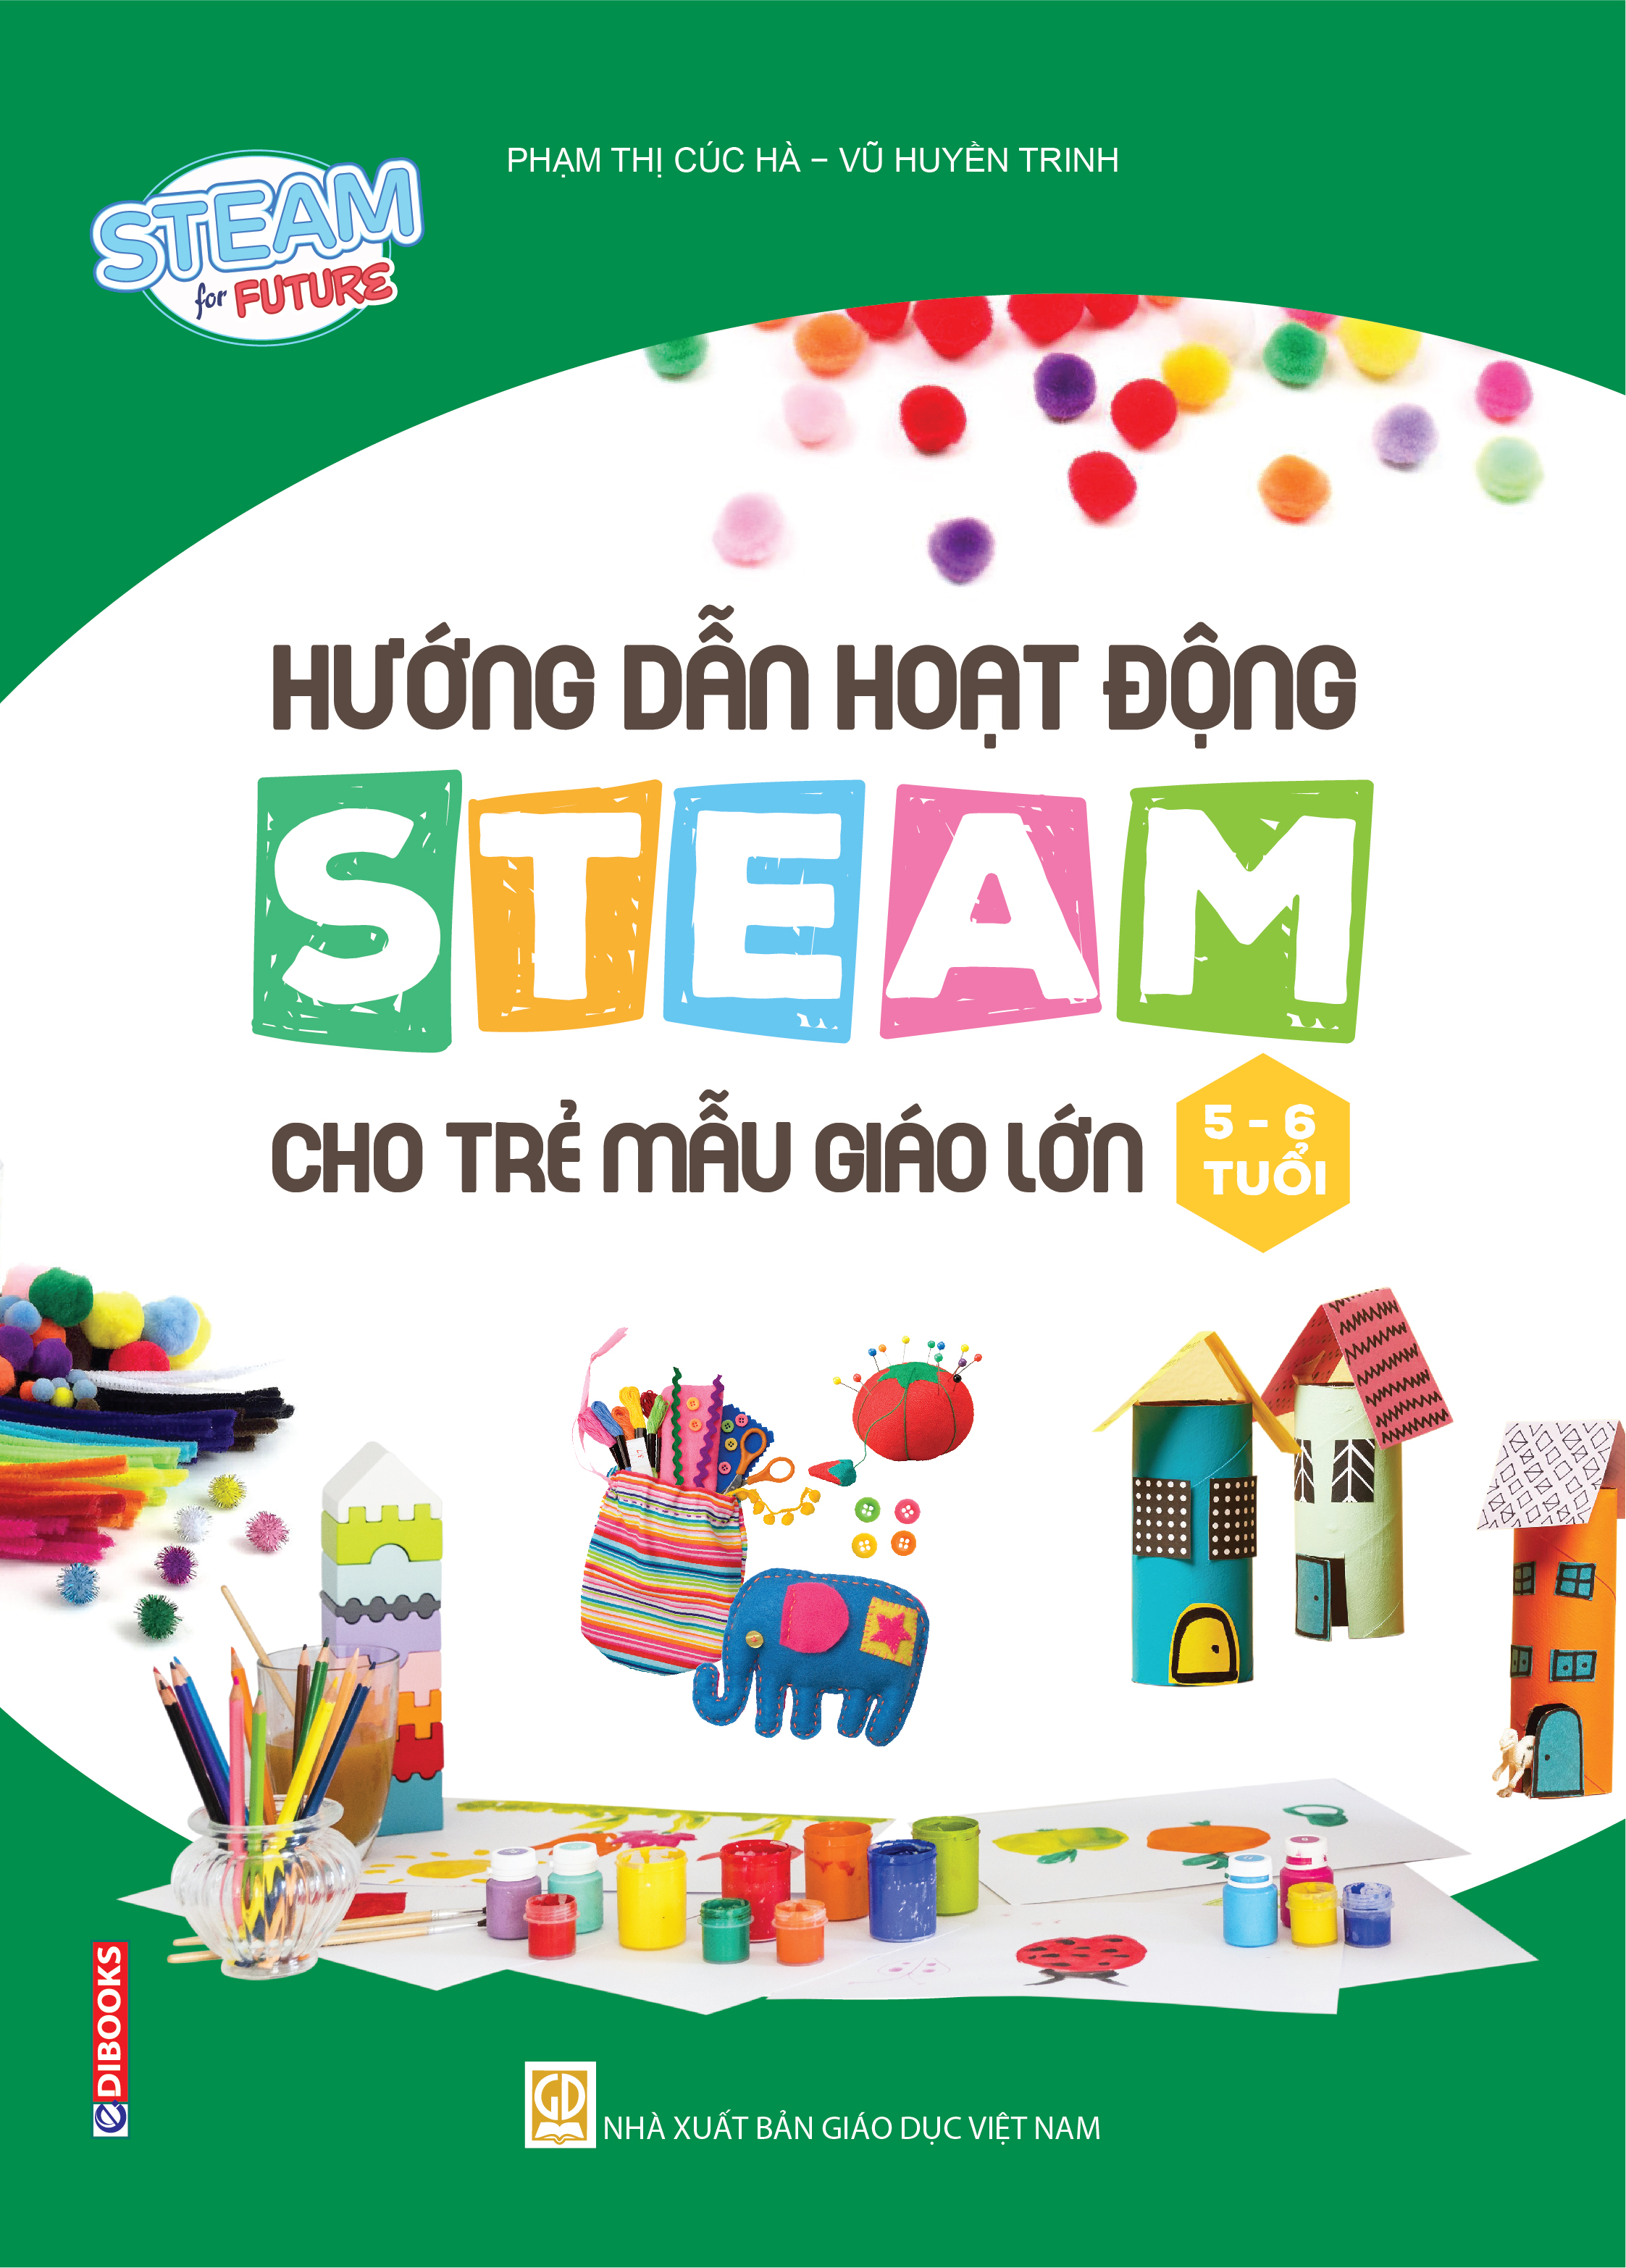 PHẠM THỊ CÚC HÀ – VŨ HUYỀN TRINH
STEAM
for FUTURE
HƯỚNG DẪN HOẠT ĐỘNG
STEAM
CHO TRẺ MẪU GIÁO LỚN
5 - 6
TUỔI
EDIBOOKS
GD
NHÀ XUẤT BẢN GIÁO DỤC VIỆT NAM